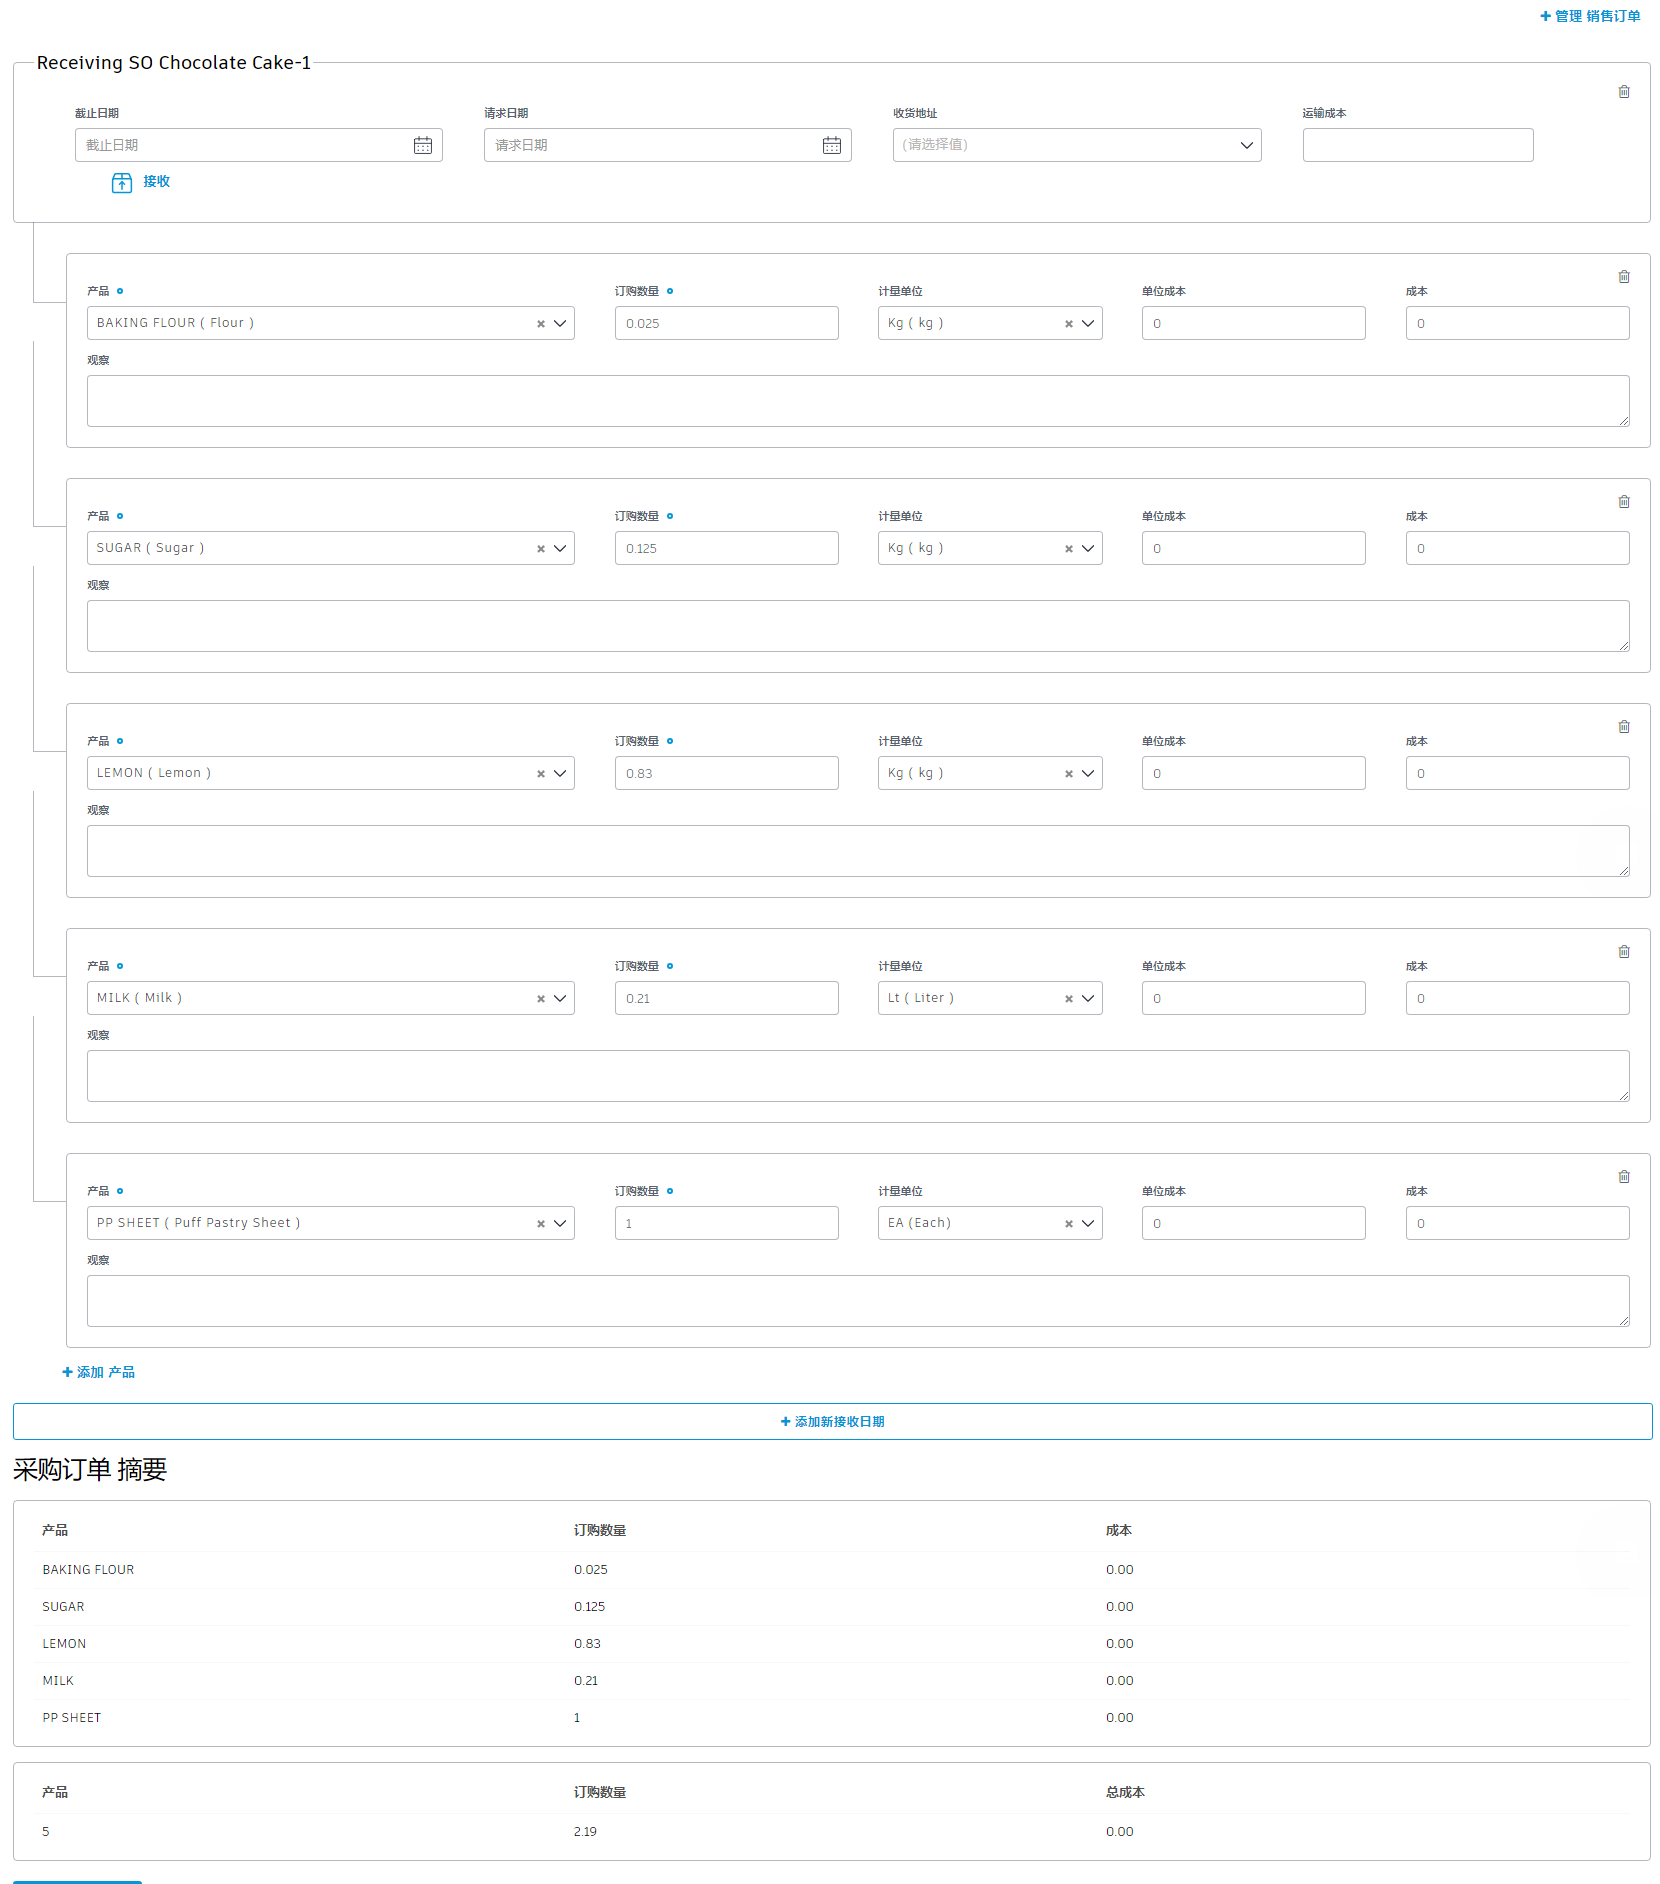 + 管理 销售订单
Receiving SO Chocolate Cake-1
截止日期 请求日期 收货地址 运输成本
截止日期 请求日期 (请选择值)
接收
产品 订购数量 计量单位 单位成本 成本
BAKING FLOUR ( Flour ) 0.025 Kg ( kg ) 0 0
观察
产品 订购数量 计量单位 单位成本 成本
SUGAR ( Sugar ) 0.125 Kg ( kg ) 0 0
观察
产品 订购数量 计量单位 单位成本 成本
LEMON ( Lemon ) 0.83 Kg ( kg ) 0 0
观察
产品 订购数量 计量单位 单位成本 成本
MILK ( Milk ) 0.21 Lt ( Liter ) 0 0
观察
产品 订购数量 计量单位 单位成本 成本
PP SHEET ( Puff Pastry Sheet ) 1 EA (Each) 0 0
观察
+ 添加 产品
+ 添加新接收日期
采购订单 摘要
产品 订购数量 成本
BAKING FLOUR 0.025 0.00
SUGAR 0.125 0.00
LEMON 0.83 0.00
MILK 0.21 0.00
PP SHEET 1 0.00
产品 订购数量 总成本
5 2.19 0.00